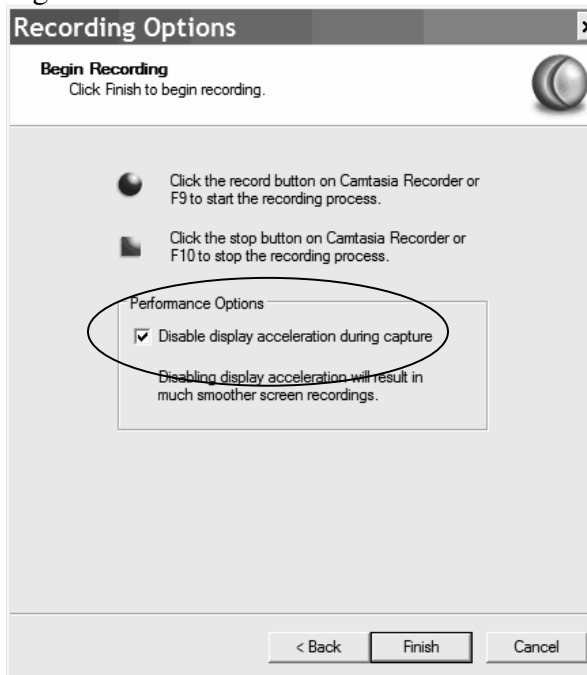 Recording Options
Begin Recording
Click Finish to begin recording.
Click the record button on Camtasia Recorder or
F9 to start the recording process.
Click the stop button on Camtasia Recorder or
F10 to stop the recording process.
Performance Options
Disable display acceleration during capture
Disabling display acceleration will result in
much smoother screen recordings.
< Back
Finish
Cancel